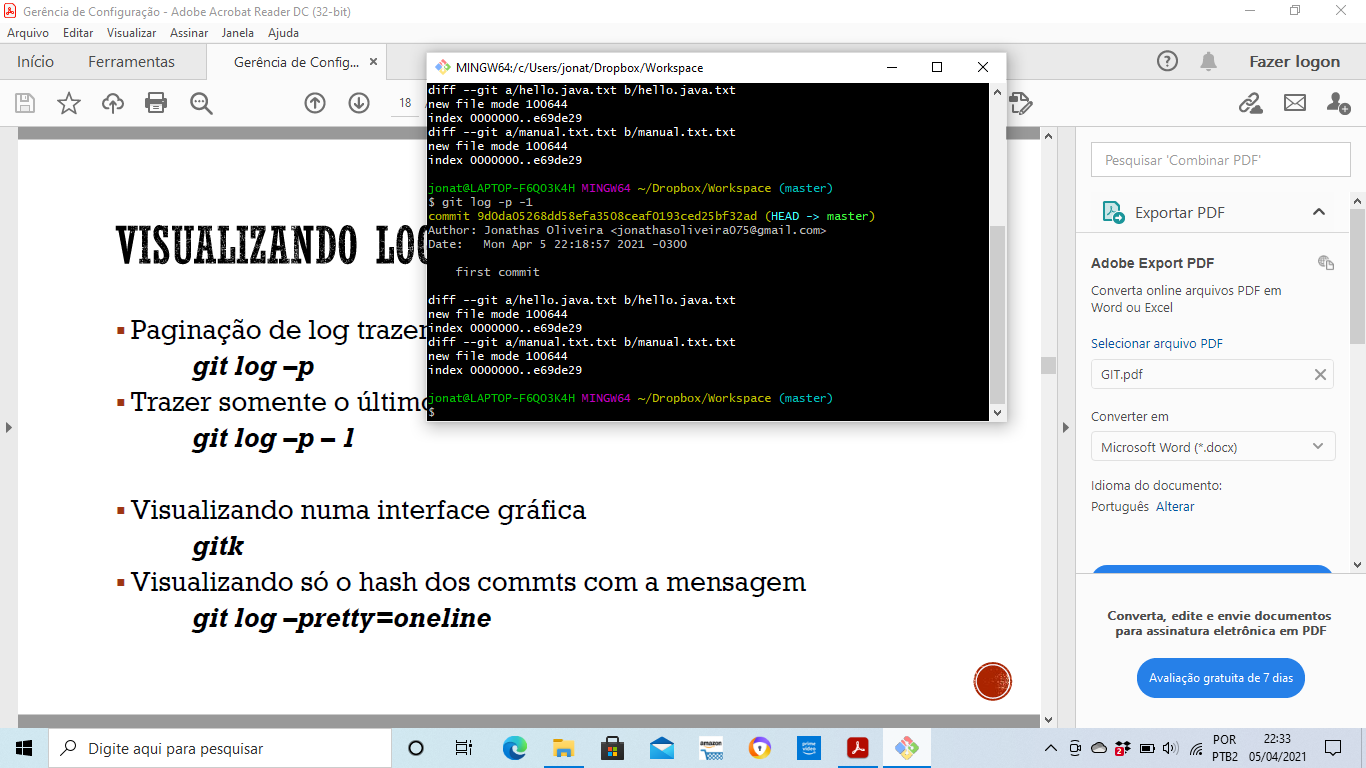 Gerência de Configuração - Adobe Acrobat Reader DC (32-bit)
Arquivo Editar Visualizar Assinar Janela Ajuda
Início Ferramentas Gerência de Config... Fazer logon
18
MINGW64:/c/Users/jonat/Dropbox/Workspace
diff --git a/hello.java.txt b/hello.java.txt
new file mode 100644
index 0000000..e69de29
diff --git a/manual.txt.txt b/manual.txt.txt
new file mode 100644
index 0000000..e69de29
jonat@LAPTOP-F6QO3K4H MINGW64 ~/Dropbox/Workspace (master)
$ git log -p -1
commit 9d0da05268dd58efa3508ceaf0193ced25bf32ad (HEAD -> master)
Author: Jonathas Oliveira <jonathasoliveira075@gmail.com>
Date:   Mon Apr 5 22:18:57 2021 -0300
first commit
diff --git a/hello.java.txt b/hello.java.txt
new file mode 100644
index 0000000..e69de29
diff --git a/manual.txt.txt b/manual.txt.txt
new file mode 100644
index 0000000..e69de29
jonat@LAPTOP-F6QO3K4H MINGW64 ~/Dropbox/Workspace (master)
$
VISUALIZANDO
Paginação de log trazer
git log –p
Trazer somente o último
git log –p – 1
Visualizando numa interface gráfica
gitk
Visualizando só o hash dos commts com a mensagem
git log –pretty=oneline
Pesquisar 'Combinar PDF'
Exportar PDF
Adobe Export PDF
Converta online arquivos PDF em
Word ou Excel
Selecionar arquivo PDF
GIT.pdf
Converter em
Microsoft Word (*.docx)
Idioma do documento:
Português Alterar
Converta, edite e envie documentos
para assinatura eletrônica em PDF
Avaliação gratuita de 7 dias
Digite aqui para pesquisar
amazon
prime video
2
POR
PTB2
22:33
05/04/2021